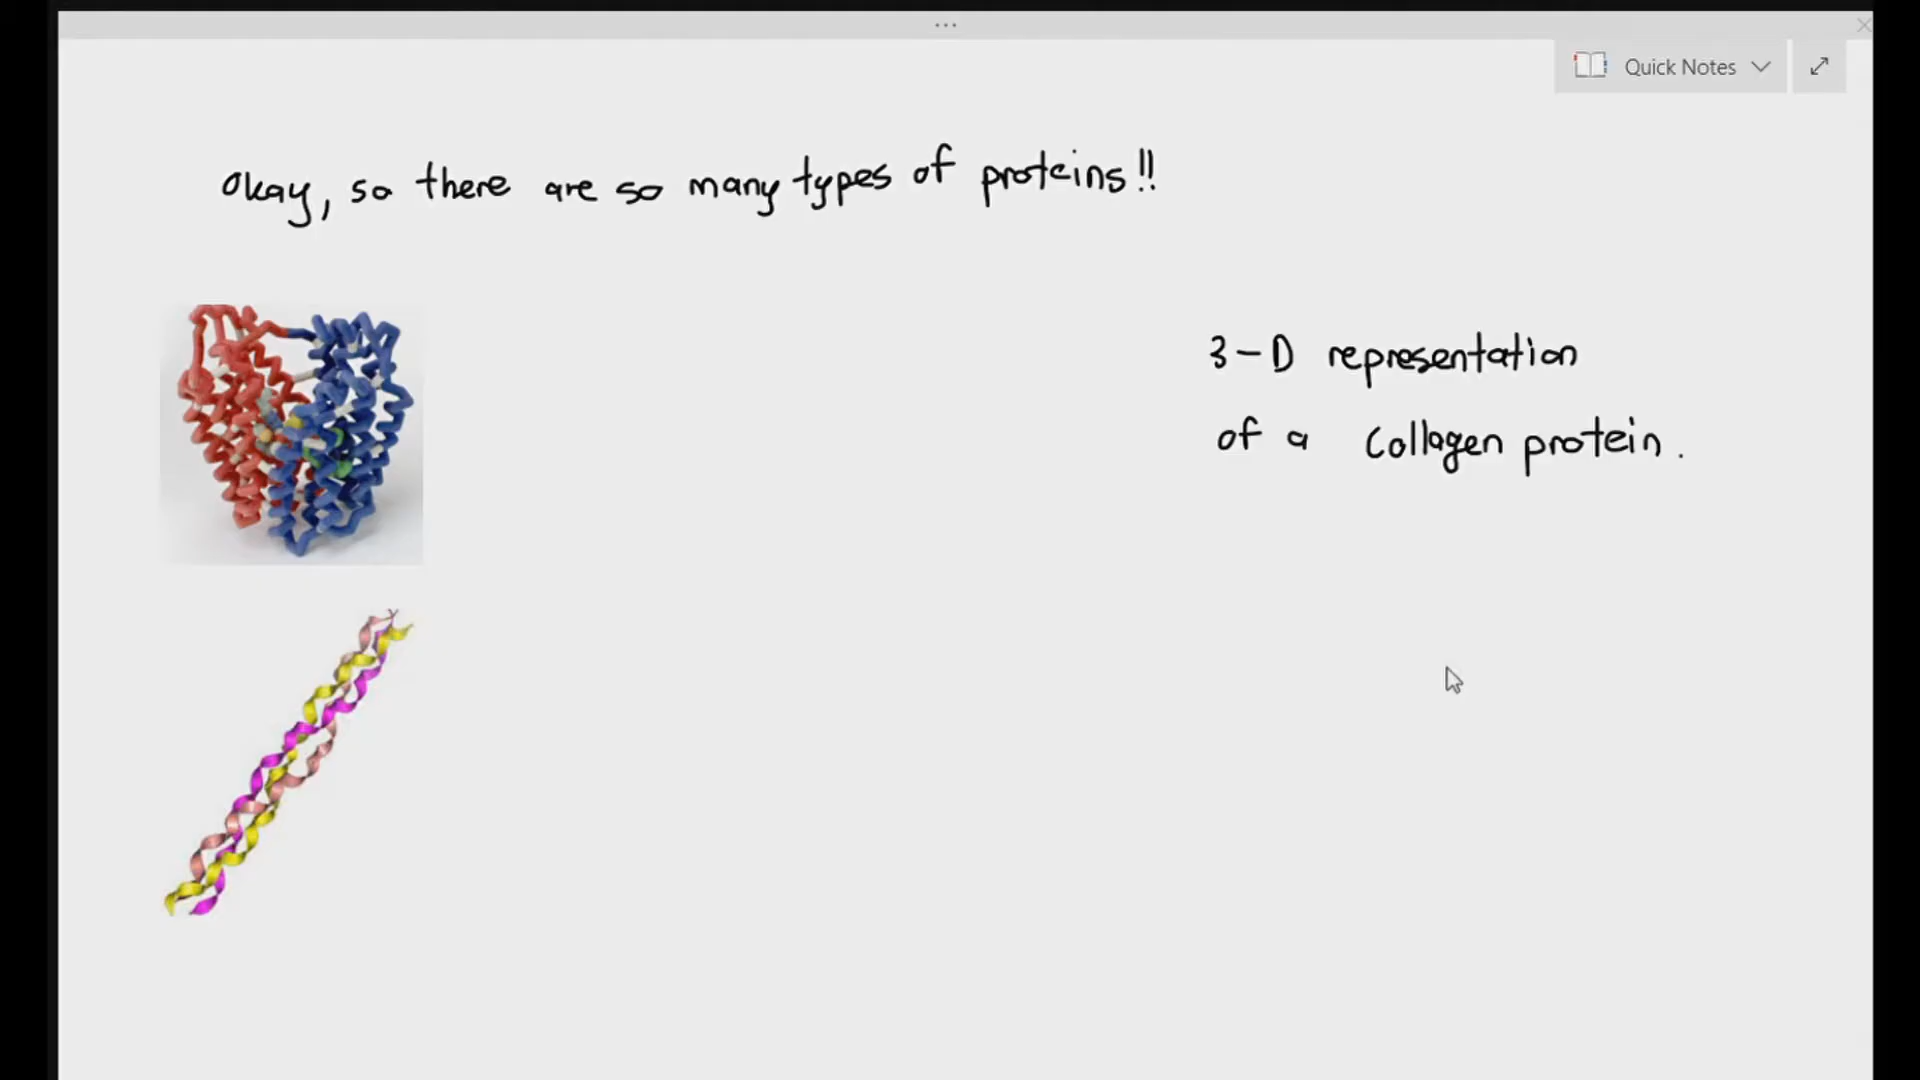 Quick Notes
Okay, so there are so many types of proteins!!
3-D representation
of a Collagen protein.